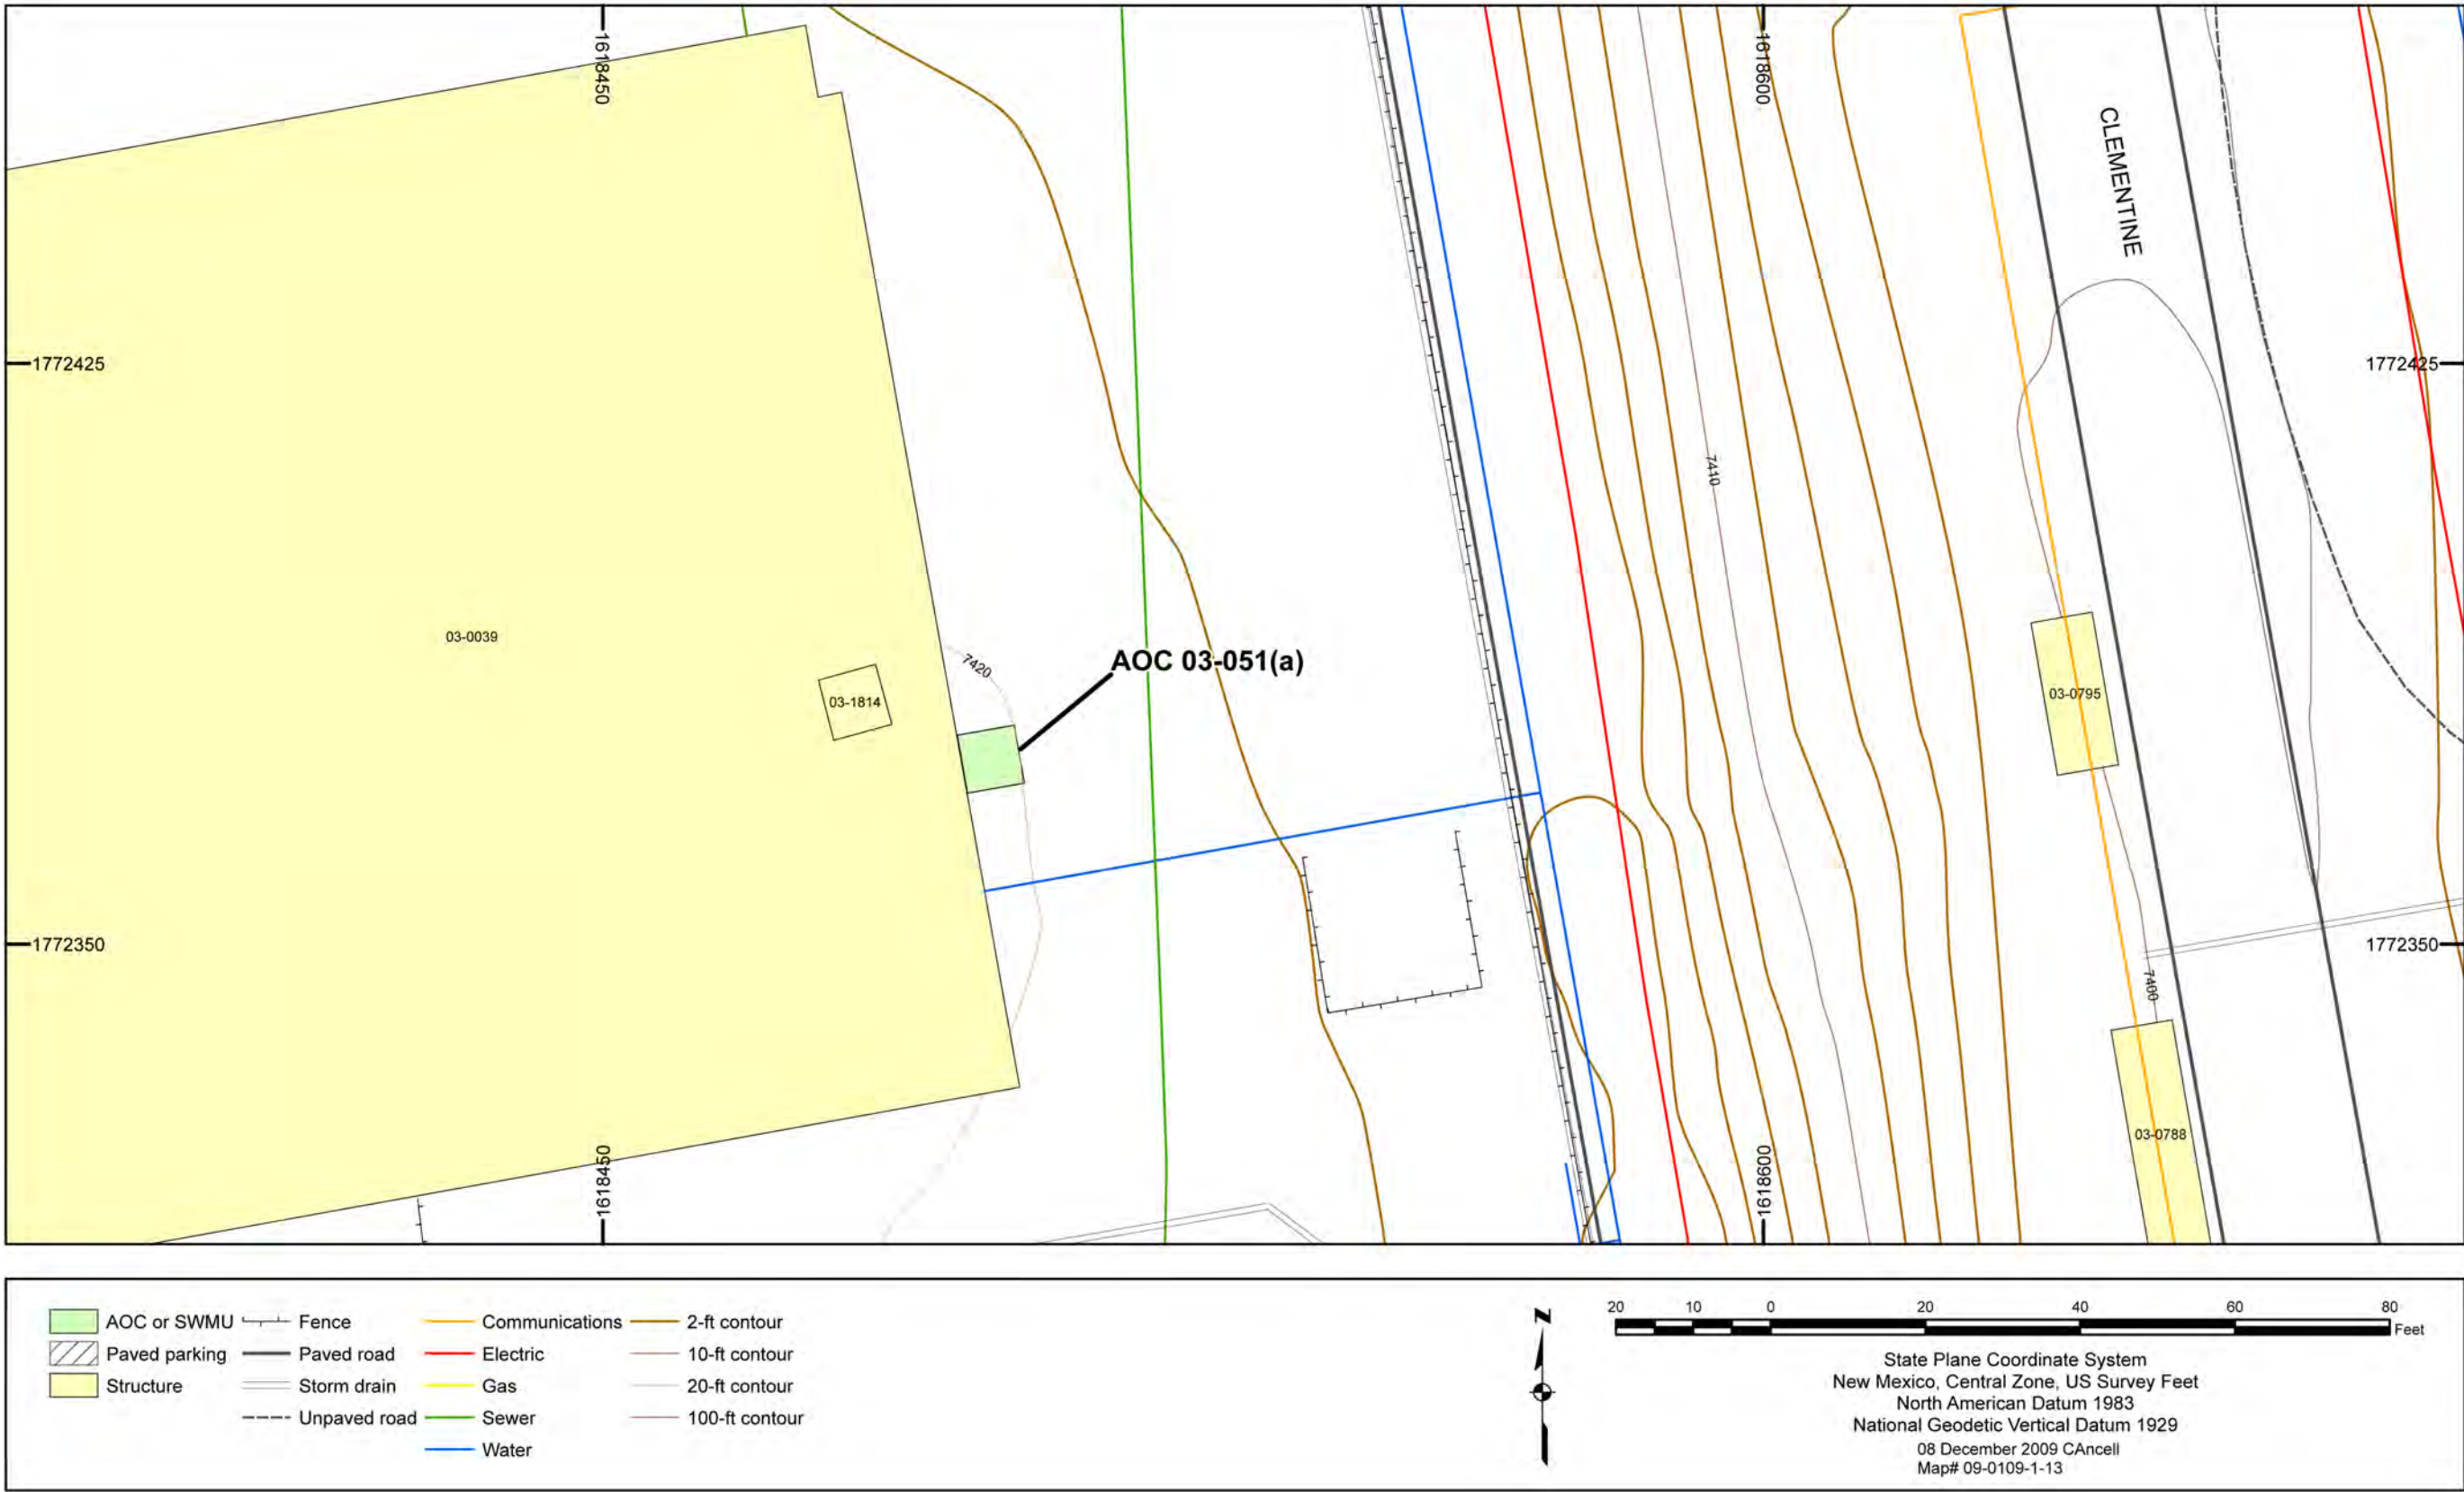 1618450
1618600
CLEMENTINE
1772425
1772425
7410
03-0039
7420
AOC 03-051(a)
03-1814
03-0795
1772350
1772350
7400
03-0788
1618450
1618600
AOC or SWMU
Paved parking
Structure
Fence
Paved road
Storm drain
Unpaved road
Communications
Electric
Gas
Sewer
Water
2-ft contour
10-ft contour
20-ft contour
100-ft contour
N
20 10 0 20 40 60 80
Feet
State Plane Coordinate System
New Mexico, Central Zone, US Survey Feet
North American Datum 1983
National Geodetic Vertical Datum 1929
08 December 2009 CAncell
Map# 09-0109-1-13